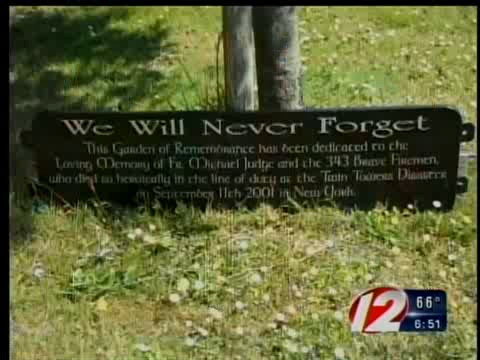 We Will Never Forget
This Garden of Remembrance has been dedicated to the
Loving Memory of Fr. Michael Judge and the 343 Brave Firemen,
who died so heroically in the line of duty at the Twin Towers Disaster
on September 11th 2001 in New York.
12 66°
6:51